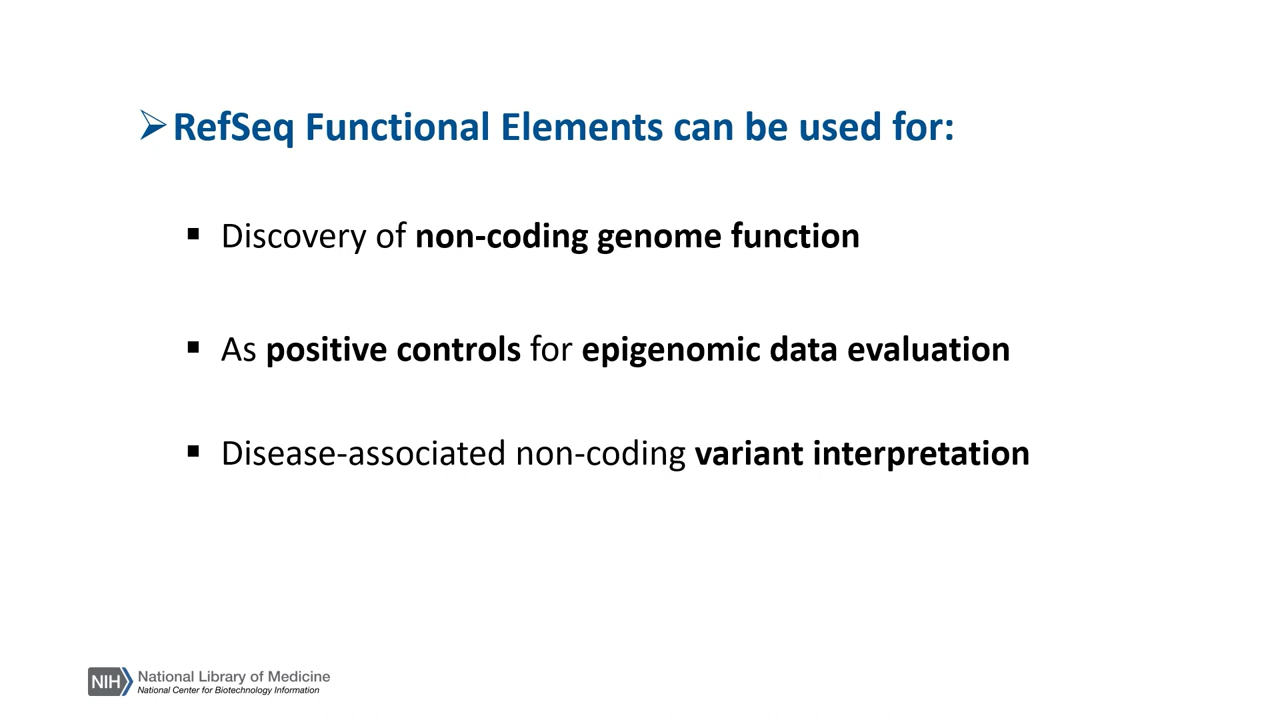 ➢RefSeq Functional Elements can be used for:
▪ Discovery of non-coding genome function
▪ As positive controls for epigenomic data evaluation
▪ Disease-associated non-coding variant interpretation
NIH National Library of Medicine
National Center for Biotechnology Information